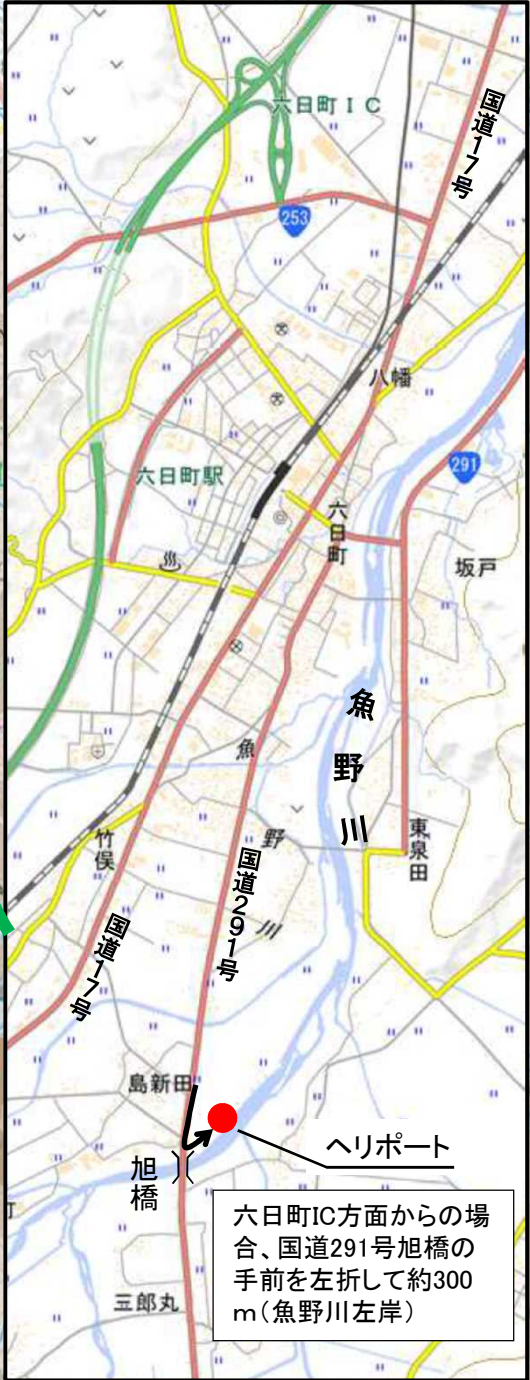 六日町IC
国道17号
253
八幡
六日町駅
291
六日町
坂戸
魚野川
魚野川
東泉田
竹俣
国道291号
国道17号
島新田
ヘリポート
旭橋
六日町IC方面からの場
合、国道291号旭橋の
手前を左折して約300
m(魚野川左岸)
三郎丸